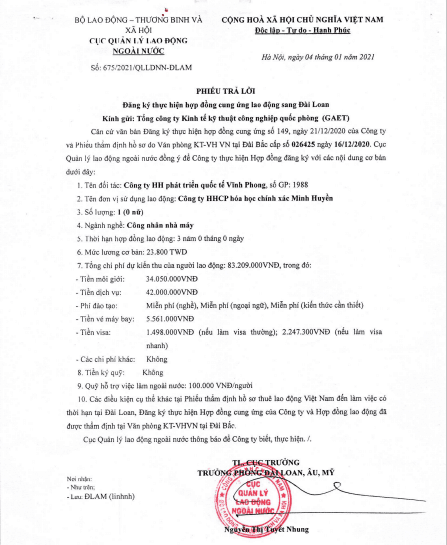 BỘ LAO ĐỘNG – THƯƠNG BINH VÀ
XÃ HỘI
CỤC QUẢN LÝ LAO ĐỘNG
NGOÀI NƯỚC
Số: 675/2021/QLLDNN-ĐLAM
CỘNG HOÀ XÃ HỘI CHỦ NGHĨA VIỆT NAM
Độc lập - Tự do - Hạnh Phúc
Hà Nội, ngày 04 tháng 01 năm 2021
PHIẾU TRẢ LỜI
Đăng ký thực hiện hợp đồng cung ứng lao động sang Đài Loan
Kính gửi: Tổng công ty Kinh tế kỹ thuật công nghiệp quốc phòng (GAET)
Căn cứ văn bản Đăng ký thực hiện hợp đồng cung ứng số 149, ngày 21/12/2020 của Công ty
và Phiếu thẩm định hồ sơ do Văn phòng KT-VH VN tại Đài Bắc cấp số 026425 ngày 16/12/2020. Cục
Quản lý lao động ngoài nước đồng ý để Công ty thực hiện Hợp đồng đăng ký với các nội dung cơ bản
dưới đây:
1. Tên đối tác: Công ty HH phát triển quốc tế Vĩnh Phong, số GP: 1988
2. Tên đơn vị sử dụng lao động: Công ty HHCP hóa học chính xác Minh Huyền
3. Số lượng: 1 (0 nữ)
4. Ngành nghề: Công nhân nhà máy
5. Thời hạn hợp đồng lao động: 3 năm 0 tháng 0 ngày
6. Mức lương cơ bản: 23.800 TWD
7. Tổng chi phí dự kiến thu của người lao động: 83.209.000VNĐ, trong đó:
- Tiền môi giới: 34.050.000VNĐ
- Tiền dịch vụ: 42.000.000VNĐ
- Phí đào tạo: Miễn phí (nghề), Miễn phí (ngoại ngữ), Miễn phí (kiến thức cần thiết)
- Tiền vé máy bay: 5.561.000VNĐ
- Tiền visa: 1.498.000VNĐ (nếu làm visa thường); 2.247.300VNĐ (nếu làm visa
nhanh)
- Các chi phí khác: Không
8. Tiền ký quỹ: Không
9. Quỹ hỗ trợ việc làm ngoài nước: 100.000 VNĐ/người
10. Các điều kiện cụ thể khác tại Phiếu thẩm định hồ sơ thuê lao động Việt Nam đến làm việc có
thời hạn tại Đài Loan, Đăng ký thực hiện Hợp đồng cung ứng của Công ty và Hợp đồng lao động đã
được thẩm định tại Văn phòng KT-VHVN tại Đài Bắc.
Cục Quản lý lao động ngoài nước thông báo để Công ty biết, thực hiện. /.
TL. CỤC TRƯỞNG
TRƯỞNG PHÒNG ĐÀI LOAN, ÂU, MỸ
Nơi nhận:
- Như trên;
- Lưu: ĐLAM (linhnh)
CỤC
QUẢN LÝ
LAO ĐỘNG
NGOÀI NƯỚC
Nguyễn Thị Tuyết Nhung